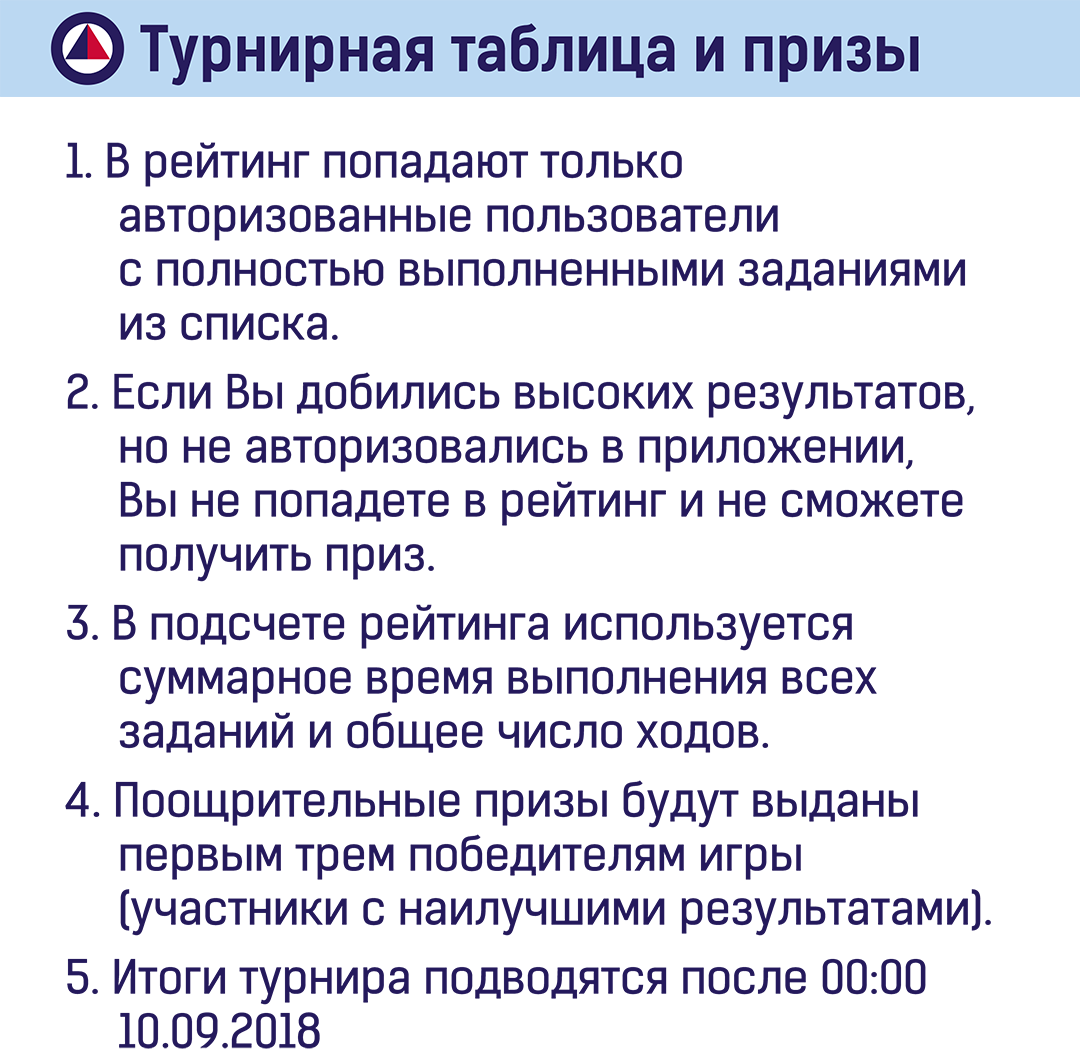 Турнирная таблица и призы
1. В рейтинг попадают только
авторизованные пользователи
с полностью выполненными заданиями
из списка.
2. Если Вы добились высоких результатов,
но не авторизовались в приложении,
Вы не попадете в рейтинг и не сможете
получить приз.
3. В подсчете рейтинга используется
суммарное время выполнения всех
заданий и общее число ходов.
4. Поощрительные призы будут выданы
первым трем победителям игры
(участники с наилучшими результатами).
5. Итоги турнира подводятся после 00:00
10.09.2018